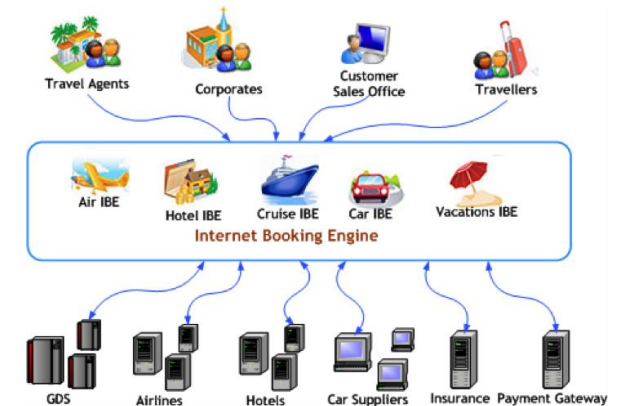 Travel Agents
Corporates
Customer
Sales Office
Travellers
Air IBE
Hotel IBE
Cruise IBE
Car IBE
Vacations IBE
Internet Booking Engine
GDS
Airlines
Hotels
Car Suppliers
Insurance
Payment Gateway